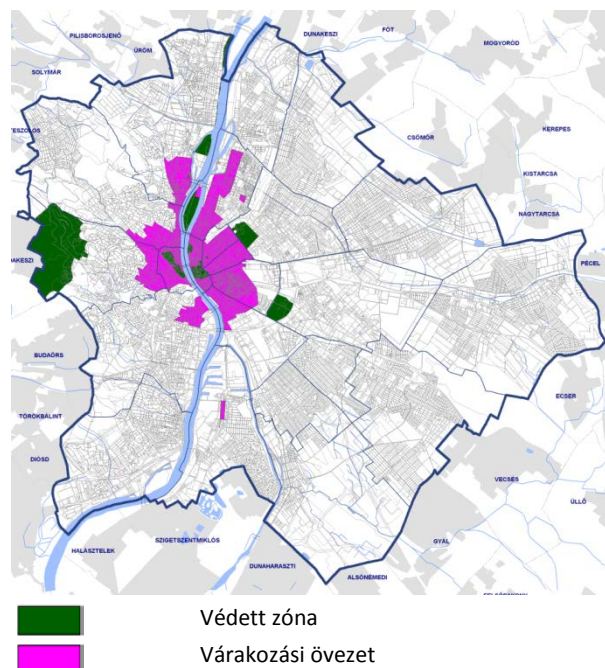 PILISBOROSJENŐ
ÜRÖM
DUNAKESZI
FÓT
MOGYORÓD
SOLYMÁR
CSÖMÖR
KEREPES
KISTARCSA
NAGYTARCSA
PÉCEL
BUDAÖRS
TÖRÖKBÁLINT
ECSER
DIÓSD
VECSÉS
ÜLLŐ
GYÁL
HALÁSZTELEK
SZIGETSZENTMIKLÓS
DUNAHARASZTI
ALSÓNÉMEDI
Védett zóna
Várakozási övezet